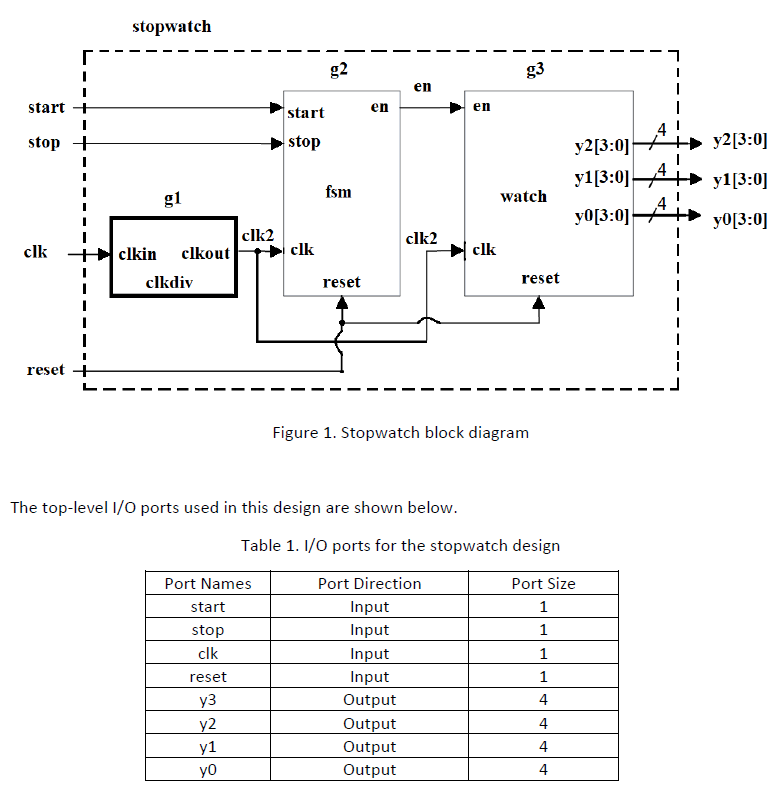 stopwatch
g2
g3
en
start
start
en
en
stop
stop
4
y2[3:0]
y2[3:0]
4
y1[3:0]
y1[3:0]
fsm
watch
4
y0[3:0]
y0[3:0]
g1
clk2
clk2
clk
clkin
clkout
clk
clk
clkdiv
reset
reset
reset
Figure 1. Stopwatch block diagram
The top-level I/O ports used in this design are shown below.
Table 1. I/O ports for the stopwatch design
Port Names Port Direction Port Size
start Input 1
stop Input 1
clk Input 1
reset Input 1
y3 Output 4
y2 Output 4
y1 Output 4
y0 Output 4